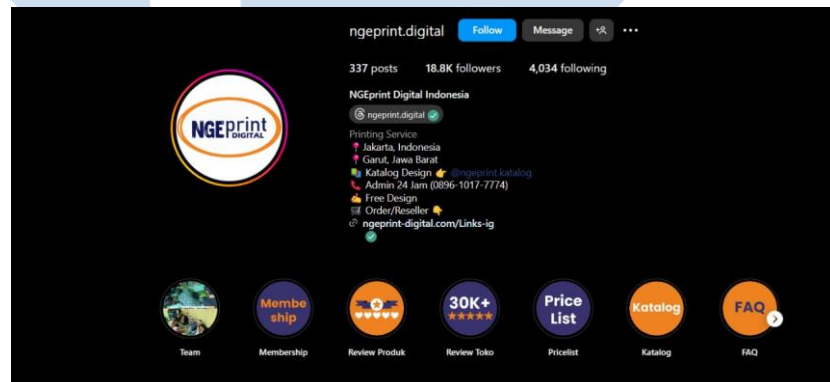 ngeprint.digital Follow Message
337 posts 18.8K followers 4,034 following
NGEprint Digital Indonesia
ngeprint.digital
Printing Service
Jakarta, Indonesia
Garut, Jawa Barat
Katalog Design 👉 @ngeprint.katalog
Admin 24 Jam (0896-1017-7774)
Free Design
Order/Reseller 👇
ngeprint-digital.com/Links-ig
NGEprint
DIGITAL
Membe
ship
30K+
Price
List
Katalog
FAQ
Team Membership Review Produk Review Toko Pricelist Katalog FAQ